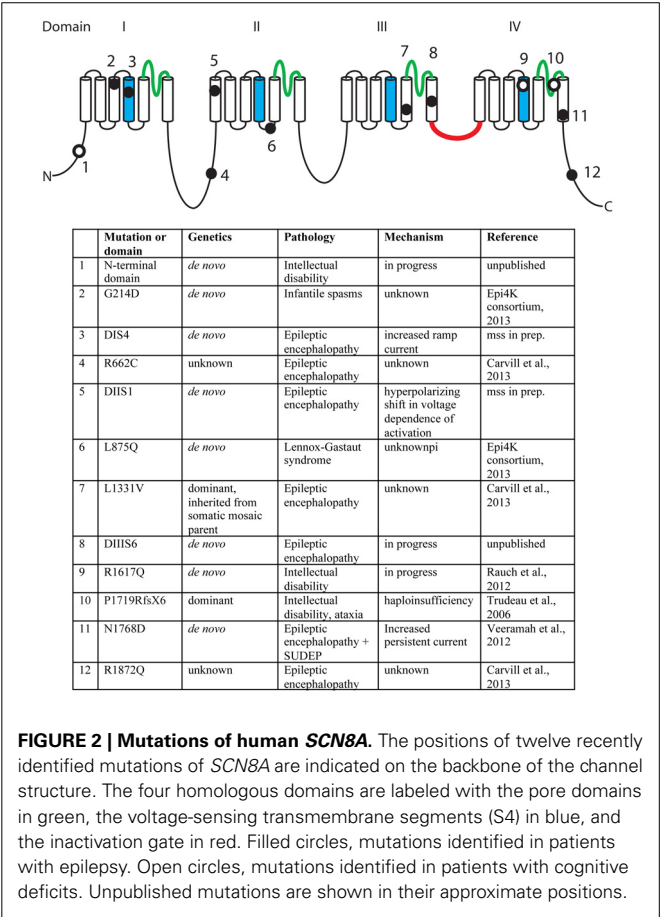 Domain I II III IV
2 3 5 7 8 9 10
11
6
1 4 12
N
C
Mutation or Genetics Pathology Mechanism Reference
domain
1 N-terminal de novo Intellectual in progress unpublished
domain disability
2 G214D de novo Infantile spasms unknown Epi4K
consortium,
2013
3 DIS4 de novo Epileptic increased ramp mss in prep.
encephalopathy current
4 R662C unknown Epileptic unknown Carvill et al.,
encephalopathy 2013
5 DIIS1 de novo Epileptic hyperpolarizing mss in prep.
encephalopathy shift in voltage
dependence of
activation
6 L875Q de novo Lennox-Gastaut unknownpi Epi4K
syndrome consortium,
2013
7 L1331V dominant, Epileptic unknown Carvill et al.,
inherited from encephalopathy 2013
somatic mosaic
parent
8 DIIIS6 de novo Epileptic in progress unpublished
encephalopathy
9 R1617Q de novo Intellectual in progress Rauch et al.,
disability 2012
10 P1719RfsX6 dominant Intellectual haploinsufficiency Trudeau et al.,
disability, ataxia 2006
11 N1768D de novo Epileptic Increased Veeramah et al.,
encephalopathy + persistent current 2012
SUDEP
12 R1872Q unknown Epileptic unknown Carvill et al.,
encephalopathy 2013
FIGURE 2 | Mutations of human SCN8A. The positions of twelve recently
identified mutations of SCN8A are indicated on the backbone of the channel
structure. The four homologous domains are labeled with the pore domains
in green, the voltage-sensing transmembrane segments (S4) in blue, and
the inactivation gate in red. Filled circles, mutations identified in patients
with epilepsy. Open circles, mutations identified in patients with cognitive
deficits. Unpublished mutations are shown in their approximate positions.